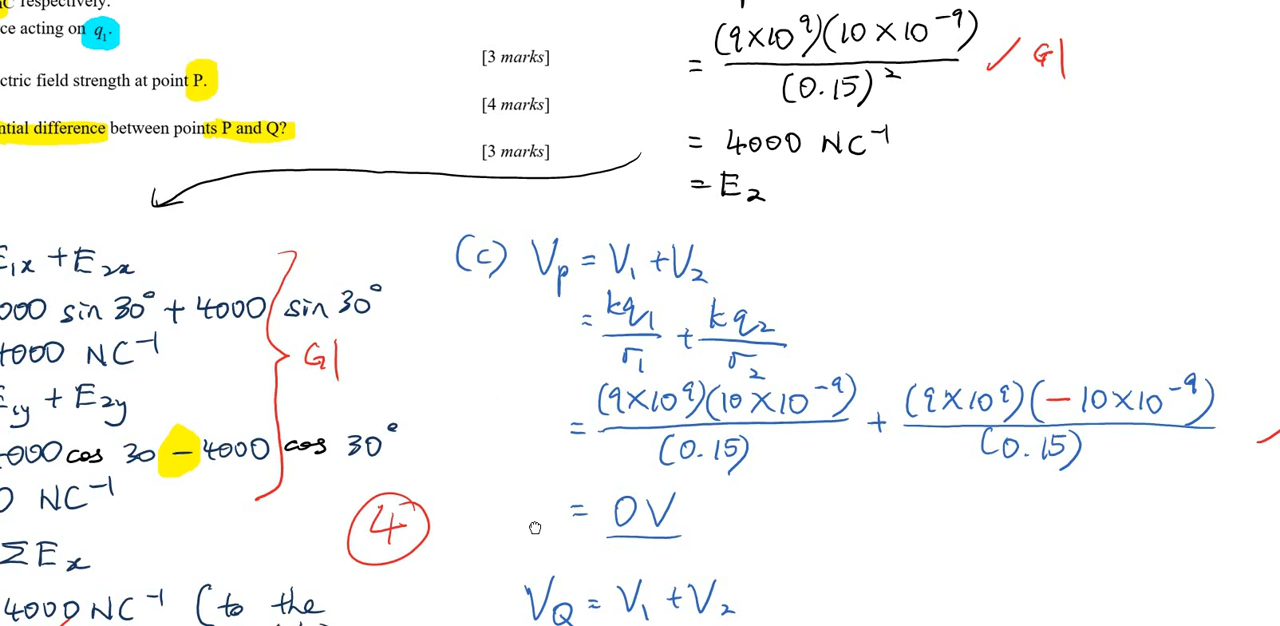 respectively.
ce acting on q₁.
[3 marks]
ctric field strength at point P.
[4 marks]
ntial difference between points P and Q?
[3 marks]
= (9×10⁹)(10×10⁻⁹) / (0.15)² ✓ G1
= 4000 NC⁻¹
= E₂
E₁ₓ + E₂ₓ
000 sin 30° + 4000 sin 30°
4000 NC⁻¹
E₁y + E₂y
4000 cos 30 − 4000 cos 30°
0 NC⁻¹
G1
4
ΣEₓ
4000 NC⁻¹ (to the
(c) Vp = V₁ + V₂
= kq₁/r₁ + kq₂/r₂
= (9×10⁹)(10×10⁻⁹) / (0.15) + (9×10⁹)(−10×10⁻⁹) / (0.15)
= 0V
VQ = V₁ + V₂